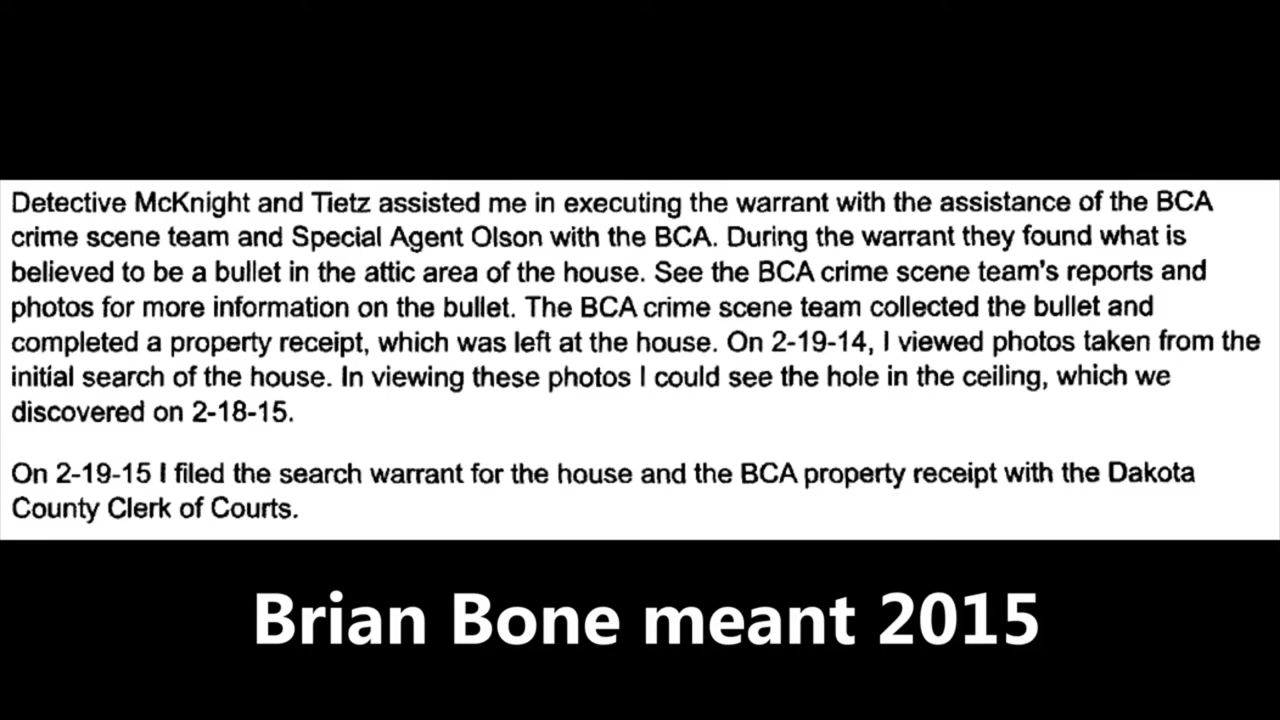 Detective McKnight and Tietz assisted me in executing the warrant with the assistance of the BCA
crime scene team and Special Agent Olson with the BCA. During the warrant they found what is
believed to be a bullet in the attic area of the house. See the BCA crime scene team's reports and
photos for more information on the bullet. The BCA crime scene team collected the bullet and
completed a property receipt, which was left at the house. On 2-19-14, I viewed photos taken from the
initial search of the house. In viewing these photos I could see the hole in the ceiling, which we
discovered on 2-18-15.
On 2-19-15 I filed the search warrant for the house and the BCA property receipt with the Dakota
County Clerk of Courts.
Brian Bone meant 2015